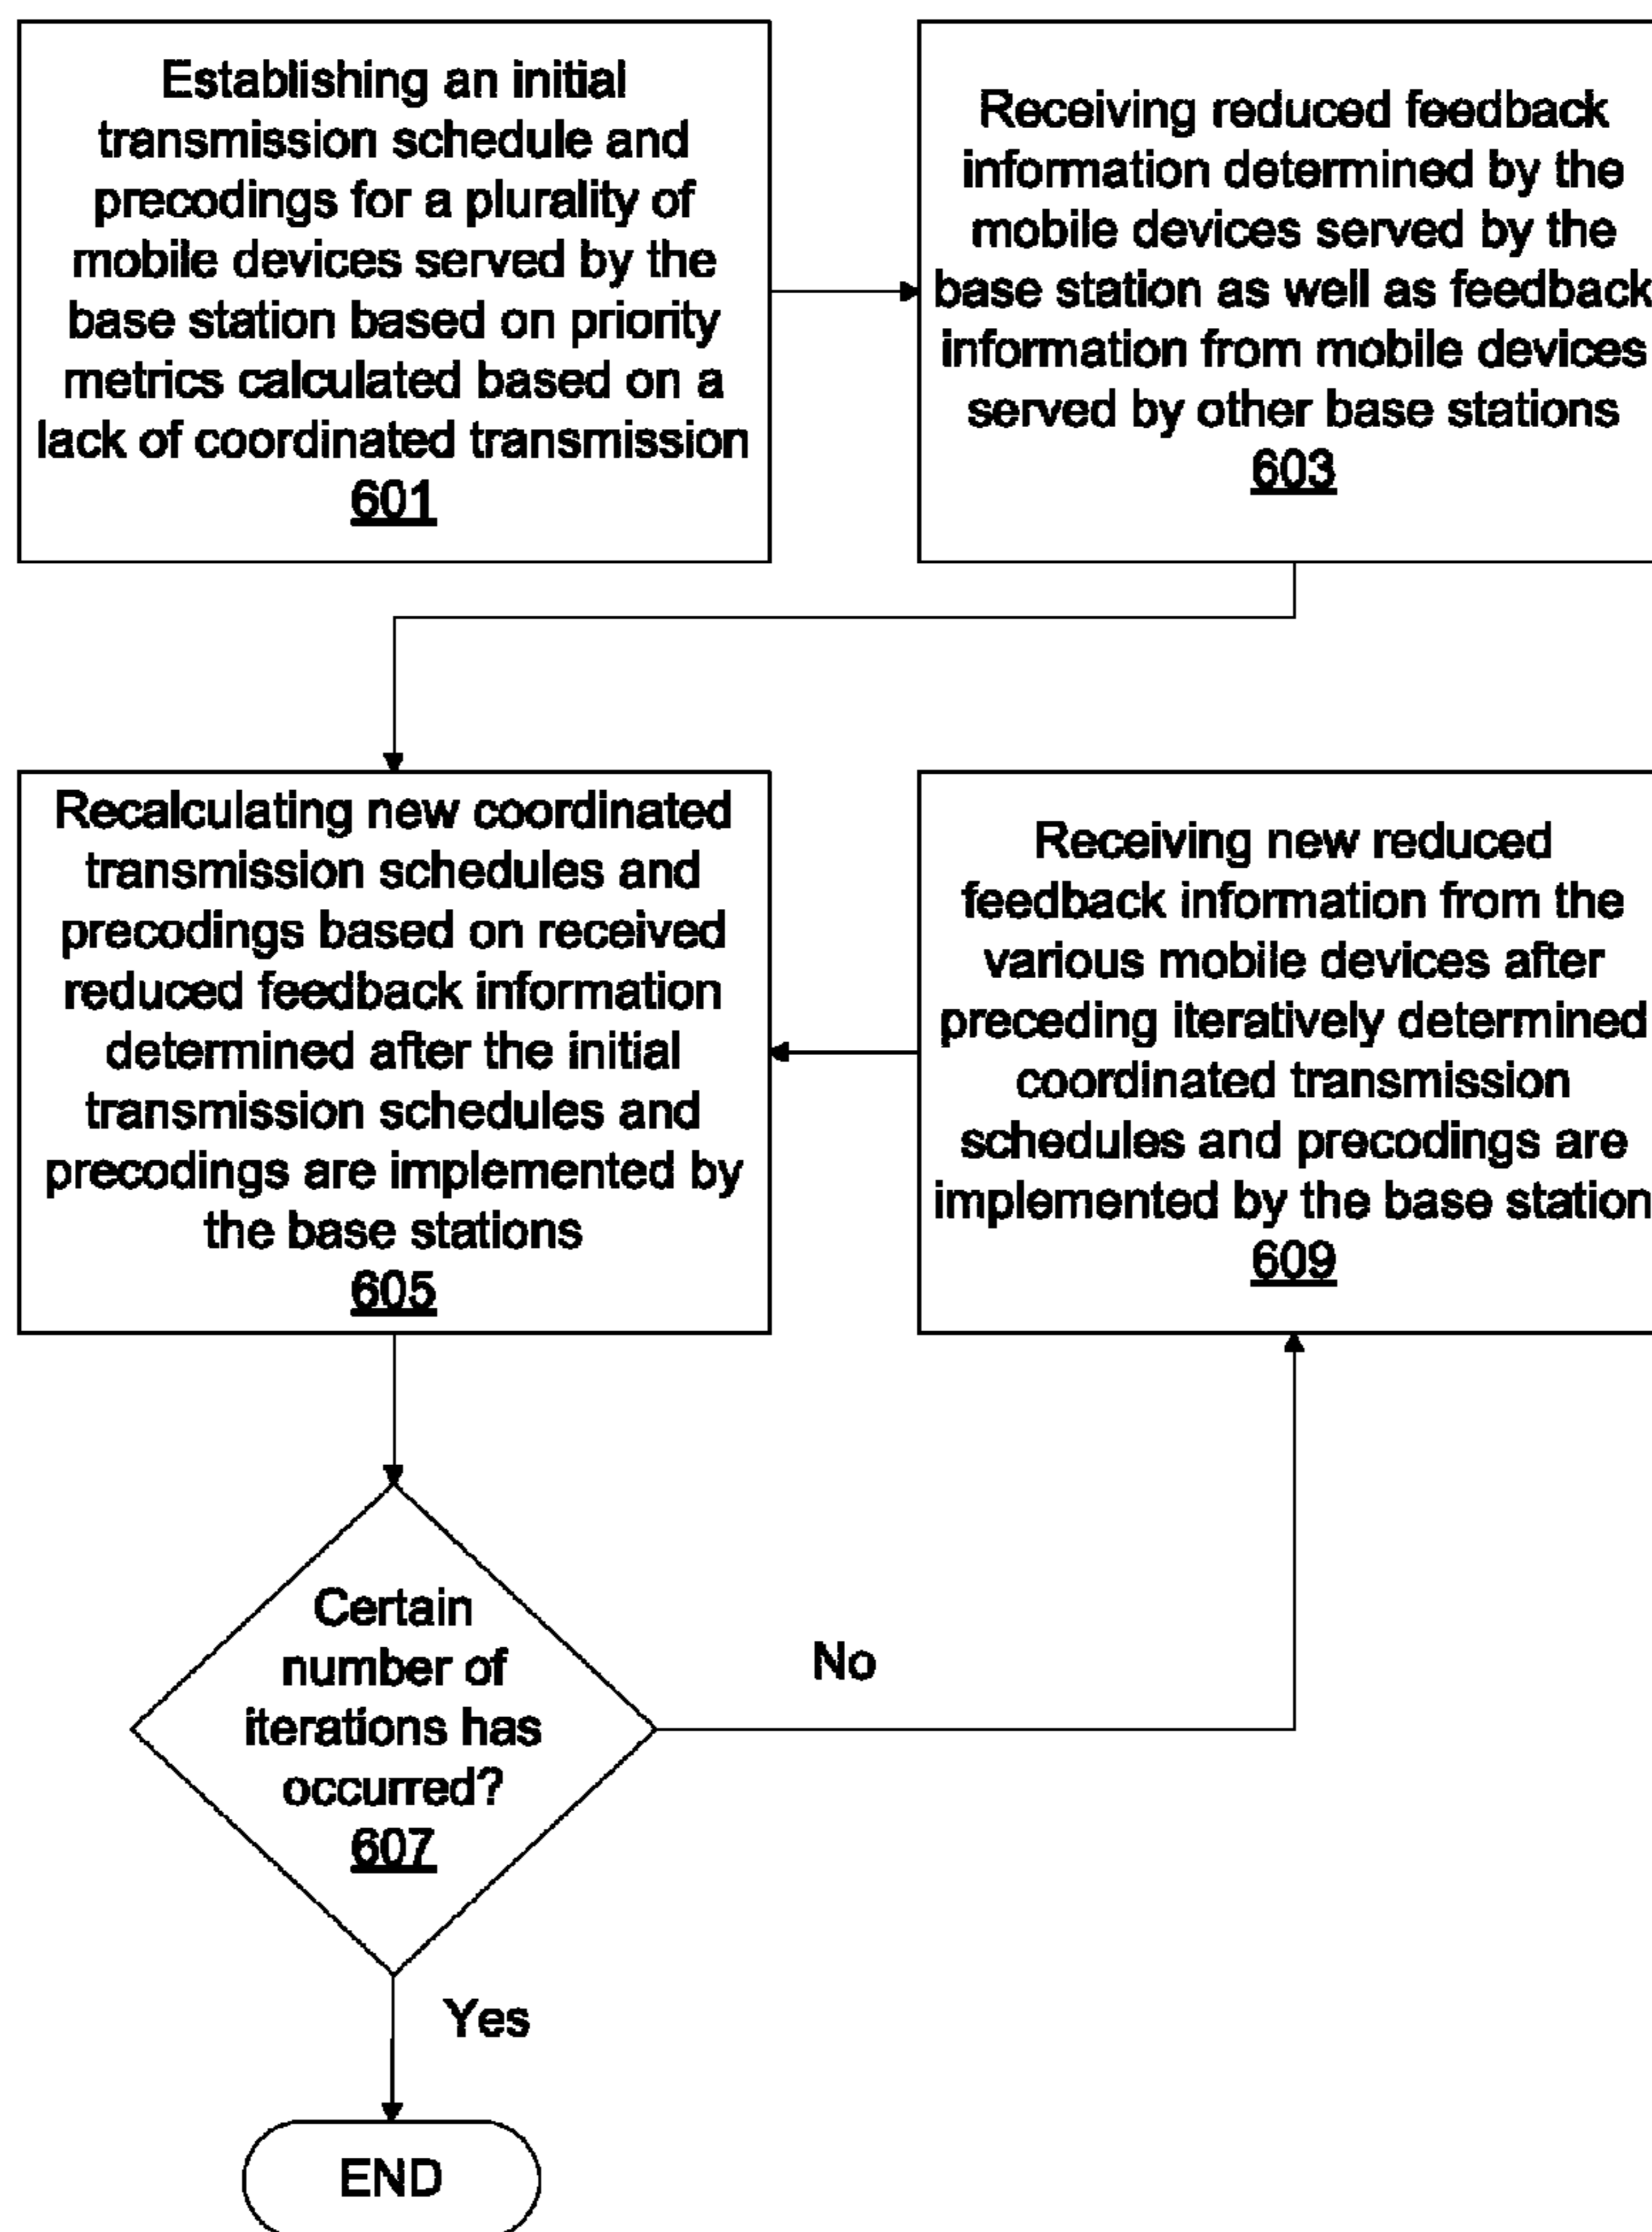 Establishing an initial
transmission schedule and
precodings for a plurality of
mobile devices served by the
base station based on priority
metrics calculated based on a
lack of coordinated transmission
601
Receiving reduced feedback
information determined by the
mobile devices served by the
base station as well as feedback
information from mobile devices
served by other base stations
603
Recalculating new coordinated
transmission schedules and
precodings based on received
reduced feedback information
determined after the initial
transmission schedules and
precodings are implemented by
the base stations
605
Receiving new reduced
feedback information from the
various mobile devices after
preceding iteratively determined
coordinated transmission
schedules and precodings are
implemented by the base station
609
Certain
number of
iterations has
occurred?
607
No
Yes
END